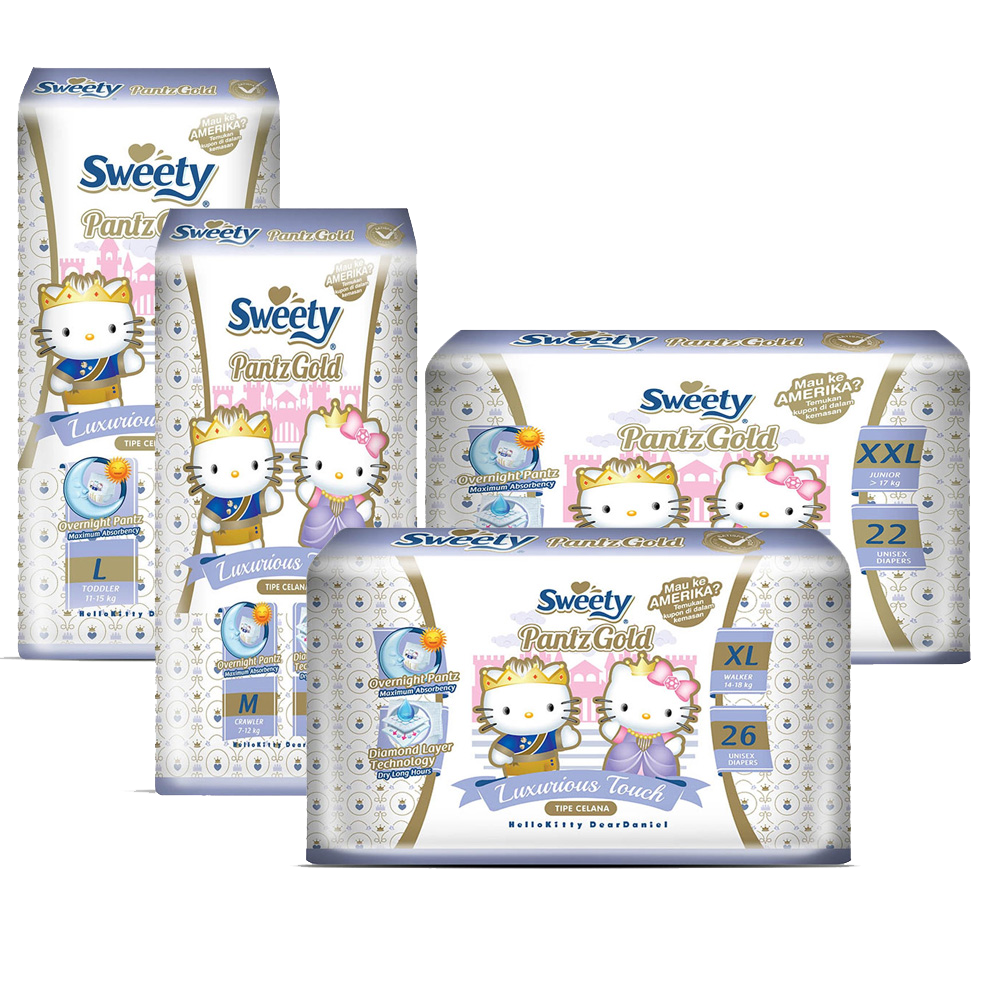 Sweety PantzGold
Mau ke
AMERIKA?
Temukan
kupon di dalam
kemasan
Sweety
Luxurious
Overnight Pantz
Maximum Absorbency
L
TODDLER
11-15 kg
Sweety PantzGold
Mau ke
AMERIKA?
Temukan
kupon di dalam
kemasan
Sweety
PantzGold
Luxurious
TIPE CELANA
Overnight Pantz
Maximum Absorbency
M
CRAWLER
7-12 kg
Sweety PantzGold
Sweety
PantzGold
Mau ke
AMERIKA?
Temukan
kupon di dalam
kemasan
Overnight Pantz
Maximum Absorbency
XXL
JUNIOR
> 17 kg
22
UNISEX
DIAPERS
Sweety PantzGold
Sweety
PantzGold
Mau ke
AMERIKA?
Temukan
kupon di dalam
kemasan
Overnight Pantz
Maximum Absorbency
Diamond Layer
Technology
Dry Long Hours
XL
WALKER
14-18 kg
26
UNISEX
DIAPERS
Luxurious Touch
TIPE CELANA
HelloKitty DearDaniel